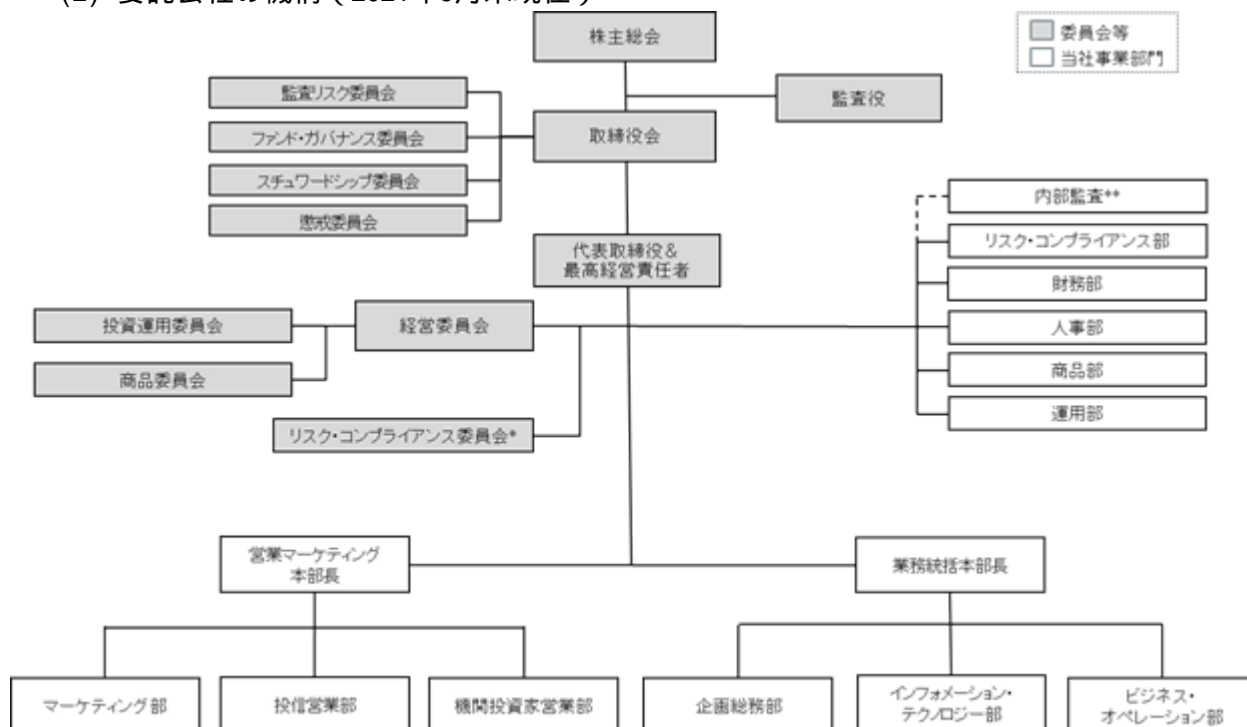 株主総会
委員会等
当社事業部門
監査リスク委員会
監査役
ファンド・ガバナンス委員会
取締役会
スチュワードシップ委員会
懲戒委員会
内部監査**
リスク・コンプライアンス部
代表取締役&
最高経営責任者
財務部
投資運用委員会
経営委員会
人事部
商品委員会
商品部
運用部
リスク・コンプライアンス委員会*
営業マーケティング
本部長
業務統括本部長
マーケティング部
投信営業部
機関投資家営業部
企画総務部
インフォメーション・
テクノロジー部
ビジネス・
オペレーション部